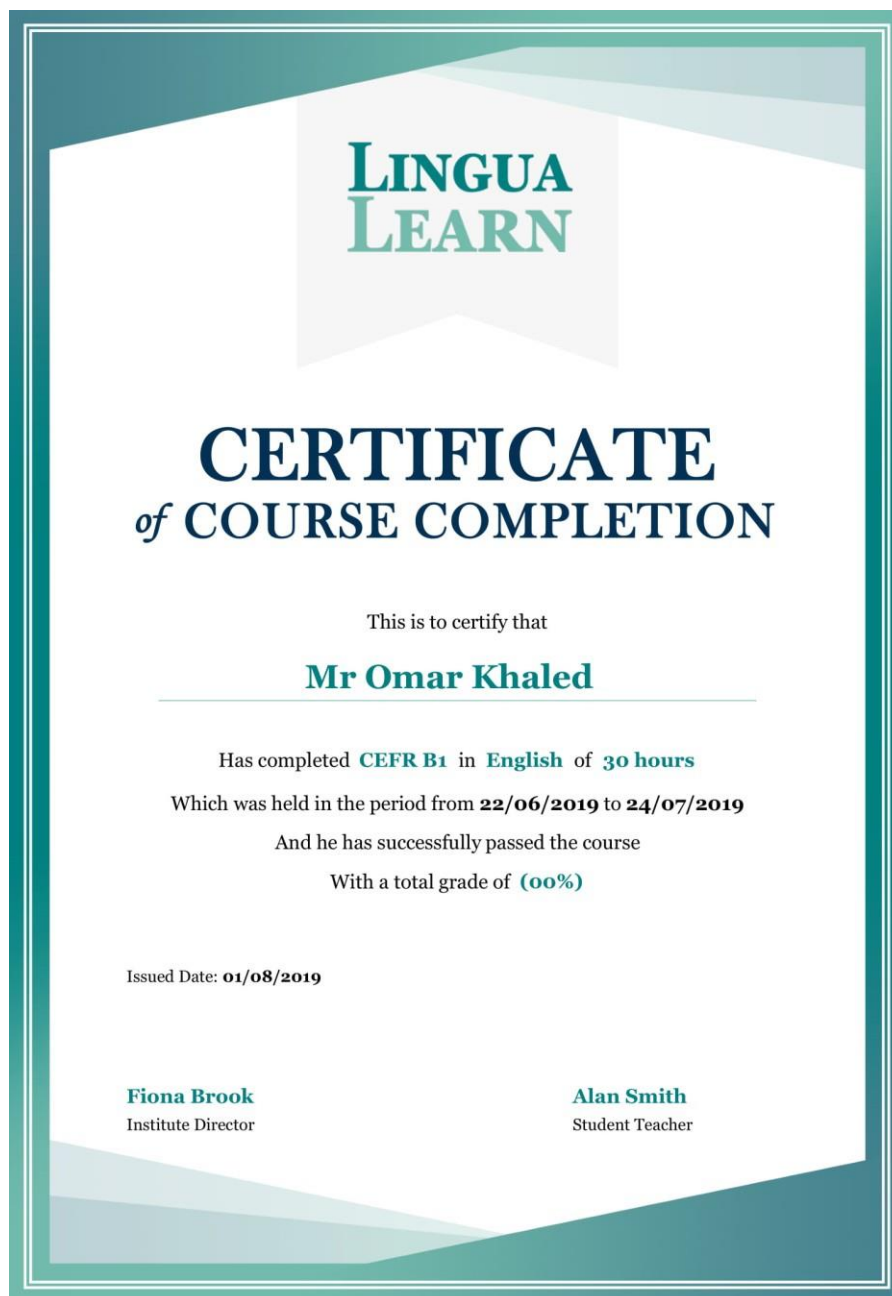 LINGUA
LEARN
CERTIFICATE
of COURSE COMPLETION
This is to certify that
Mr Omar Khaled
Has completed CEFR B1 in English of 30 hours
Which was held in the period from 22/06/2019 to 24/07/2019
And he has successfully passed the course
With a total grade of (00%)
Issued Date: 01/08/2019
Fiona Brook Alan Smith
Institute Director Student Teacher